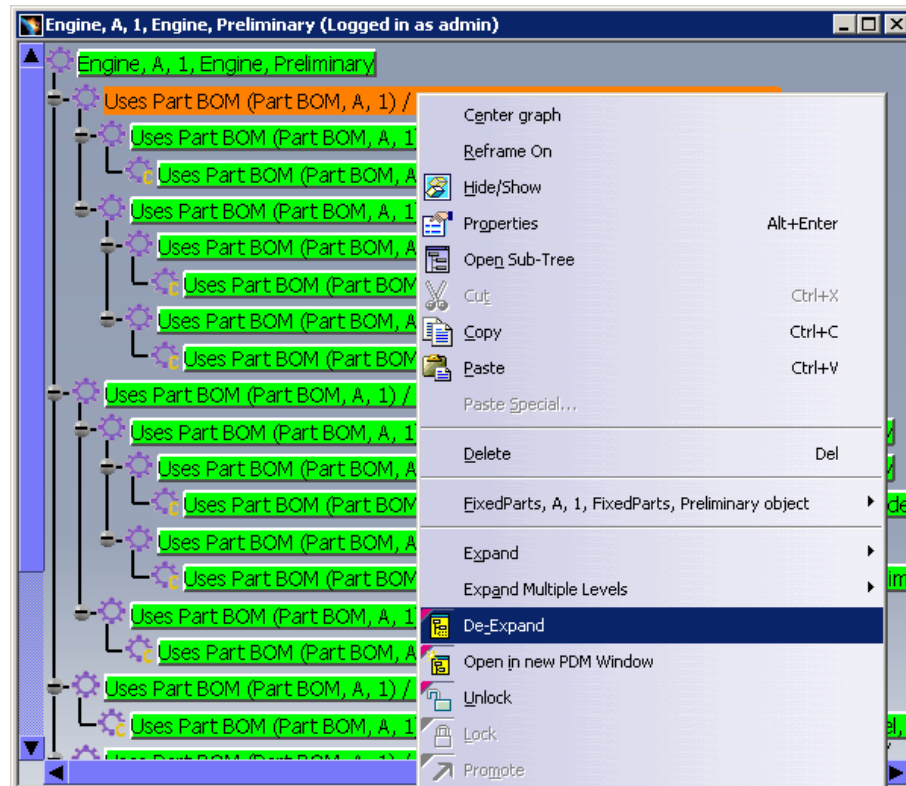 Engine, A, 1, Engine, Preliminary (Logged in as admin)
Engine, A, 1, Engine, Preliminary
Uses Part BOM (Part BOM, A, 1) /
Uses Part BOM (Part BOM, A, 1
Uses Part BOM (Part BOM, A
Uses Part BOM (Part BOM, A, 1
Uses Part BOM (Part BOM, A
Uses Part BOM (Part BOM
Uses Part BOM (Part BOM, A
Uses Part BOM (Part BOM
Uses Part BOM (Part BOM, A, 1) /
Uses Part BOM (Part BOM, A, 1
Uses Part BOM (Part BOM, A
Uses Part BOM (Part BOM
Uses Part BOM (Part BOM, A
Uses Part BOM (Part BOM
Uses Part BOM (Part BOM, A, 1
Uses Part BOM (Part BOM, A
Uses Part BOM (Part BOM, A, 1) /
Uses Part BOM (Part BOM, A, 1
Uses Part BOM (Part BOM, A, 1) /
Center graph
Reframe On
Hide/Show
Properties Alt+Enter
Open Sub-Tree
Cut Ctrl+X
Copy Ctrl+C
Paste Ctrl+V
Paste Special...
Delete Del
FixedParts, A, 1, FixedParts, Preliminary object
Expand
Expand Multiple Levels
De-Expand
Open in new PDM Window
Unlock
Lock
Promote